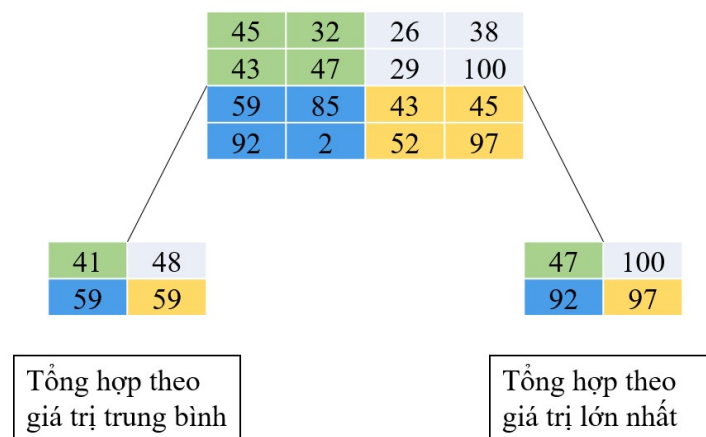 45 32 26 38
43 47 29 100
59 85 43 45
92 2 52 97
41 48
59 59
47 100
92 97
Tổng hợp theo
giá trị trung bình
Tổng hợp theo
giá trị lớn nhất